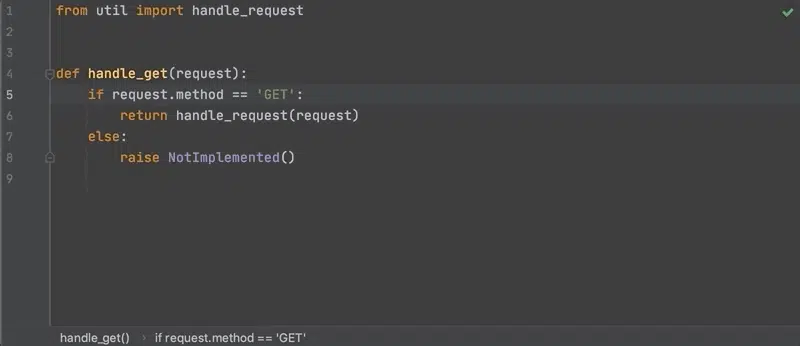 1 from util import handle_request
2
3
4 def handle_get(request):
5     if request.method == 'GET':
6         return handle_request(request)
7     else:
8         raise NotImplemented()
9
handle_get() › if request.method == 'GET'